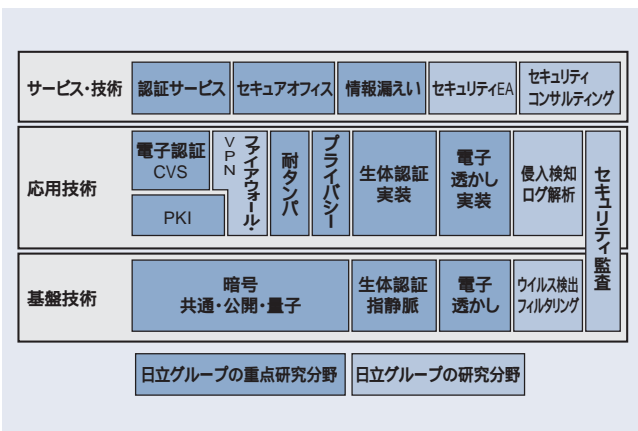 サービス・技術
認証サービス
セキュアオフィス
情報漏えい
セキュリティEA
セキュリティ
コンサルティング
応用技術
電子認証
CVS
PKI
ファイアウォール・
VPN
耐タンパ
プライバシー
生体認証
実装
電子
透かし
実装
侵入検知
ログ解析
セキュリティ監査
基盤技術
暗号
共通・公開・量子
生体認証
指静脈
電子
透かし
ウイルス検出
フィルタリング
日立グループの重点研究分野
日立グループの研究分野